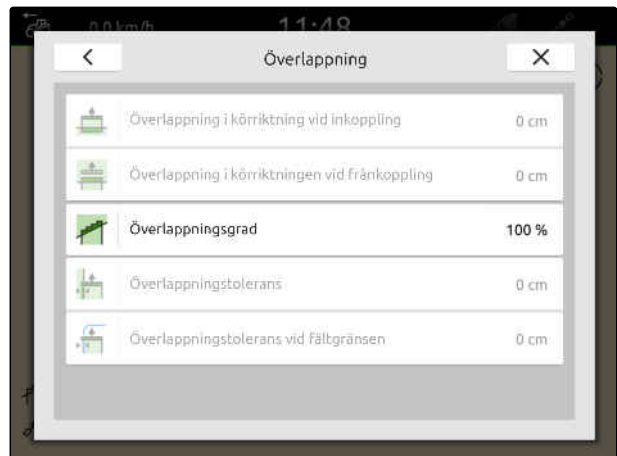 0.0 km/h 11:48
Överlappning
Överlappning i körriktning vid inkoppling 0 cm
Överlappning i körriktningen vid frånkoppling 0 cm
Överlappningsgrad 100 %
Överlappningstolerans 0 cm
Överlappningstolerans vid fältgränsen 0 cm